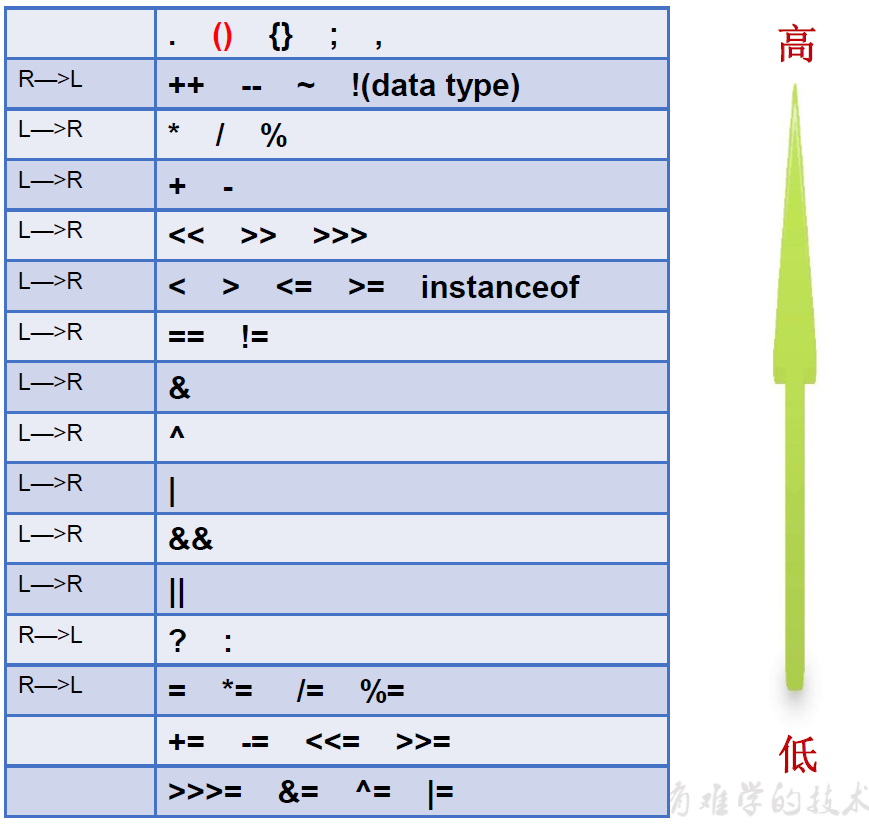 . () {} ; ,
高
R—>L ++ -- ~ !(data type)
L—>R * / %
L—>R + -
L—>R << >> >>>
L—>R < > <= >= instanceof
L—>R == !=
L—>R &
L—>R ^
L—>R |
L—>R &&
L—>R ||
R—>L ? :
R—>L = *= /= %=
+= -= <<= >>=
低
>>>= &= ^= |=
有难学的技术